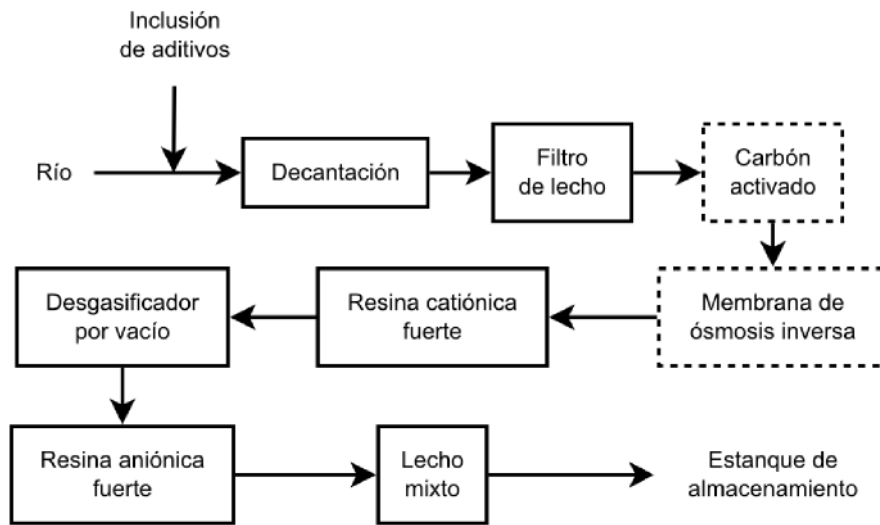 Inclusión
de aditivos
Río
Decantación
Filtro
de lecho
Carbón
activado
Desgasificador
por vacío
Resina catiónica
fuerte
Membrana de
ósmosis inversa
Resina aniónica
fuerte
Lecho
mixto
Estanque de
almacenamiento